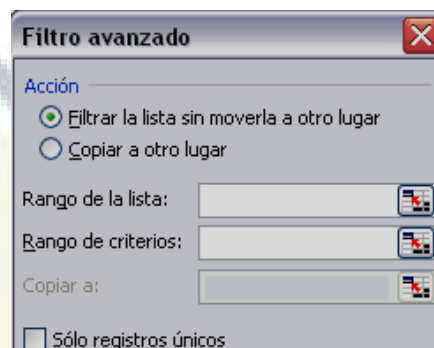 Filtro avanzado
Acción
Filtrar la lista sin moverla a otro lugar
Copiar a otro lugar
Rango de la lista:
Rango de criterios:
Copiar a:
Sólo registros únicos